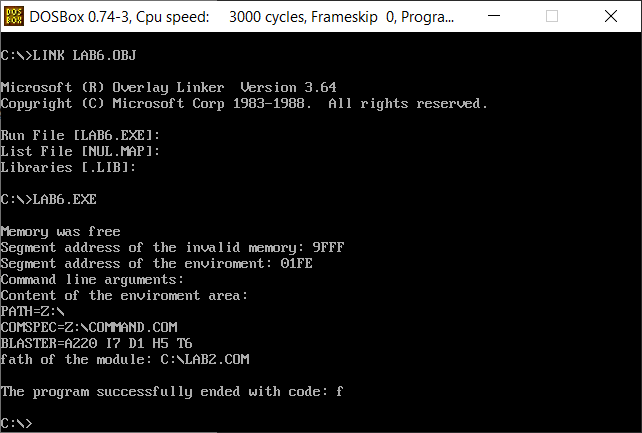 DOS
BOX
DOSBox 0.74-3, Cpu speed: 3000 cycles, Frameskip 0, Progra...
C:\>LINK LAB6.OBJ
Microsoft (R) Overlay Linker Version 3.64
Copyright (C) Microsoft Corp 1983-1988. All rights reserved.
Run File [LAB6.EXE]:
List File [NUL.MAP]:
Libraries [.LIB]:
C:\>LAB6.EXE
Memory was free
Segment address of the invalid memory: 9FFF
Segment address of the enviroment: 01FE
Command line arguments:
Content of the enviroment area:
PATH=Z:\
COMSPEC=Z:\COMMAND.COM
BLASTER=A220 I7 D1 H5 T6
fath of the module: C:\LAB2.COM
The program successfully ended with code: f
C:\>